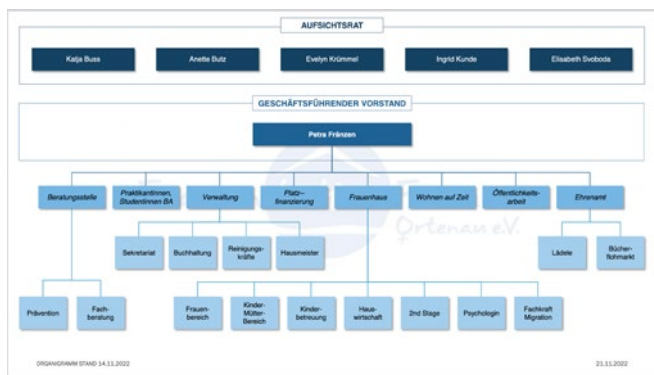 AUFSICHTSRAT
Katja Buss
Anette Butz
Evelyn Krümmel
Ingrid Kunde
Elisabeth Svoboda
GESCHÄFTSFÜHRENDER VORSTAND
Petra Fränzen
Beratungsstelle
Praktikantinnen,
Studentinnen BA
Verwaltung
Platz-
finanzierung
Frauenhaus
Wohnen auf Zeit
Öffentlichkeits-
arbeit
Ehrenamt
Ortenau e.V.
Sekretariat
Buchhaltung
Reinigungs-
kräfte
Hausmeister
Lädele
Bücher-
flohmarkt
Prävention
Fach-
beratung
Frauen-
bereich
Kinder-
Mütter-
Bereich
Kinder-
betreuung
Haus-
wirtschaft
2nd Stage
Psychologin
Fachkraft
Migration
ORGANIGRAMM STAND 14.11.2022
21.11.2022